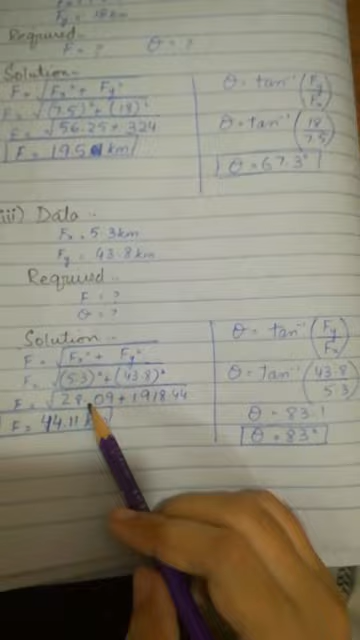 Fy = 18 km
Required.
F = ?   θ = ?
Solution.
F = √Fx² + Fy²
F = √(7.5)² + (18)²
F = √56.25 + 324
F = 19.5 km
θ = tan⁻¹ (Fy/Fx)
θ = tan⁻¹ (18/7.5)
θ = 67.3°
iii) Data.
Fx = 5.3 km
Fy = 43.8 km
Required.
F = ?
θ = ?
Solution
F = √Fx² + Fy²
F = √(5.3)² + (43.8)²
F = √28.09 + 1918.44
F = 44.11
θ = tan⁻¹ (Fy/Fx)
θ = tan⁻¹ (43.8/5.3)
θ = 83.1
θ = 83°